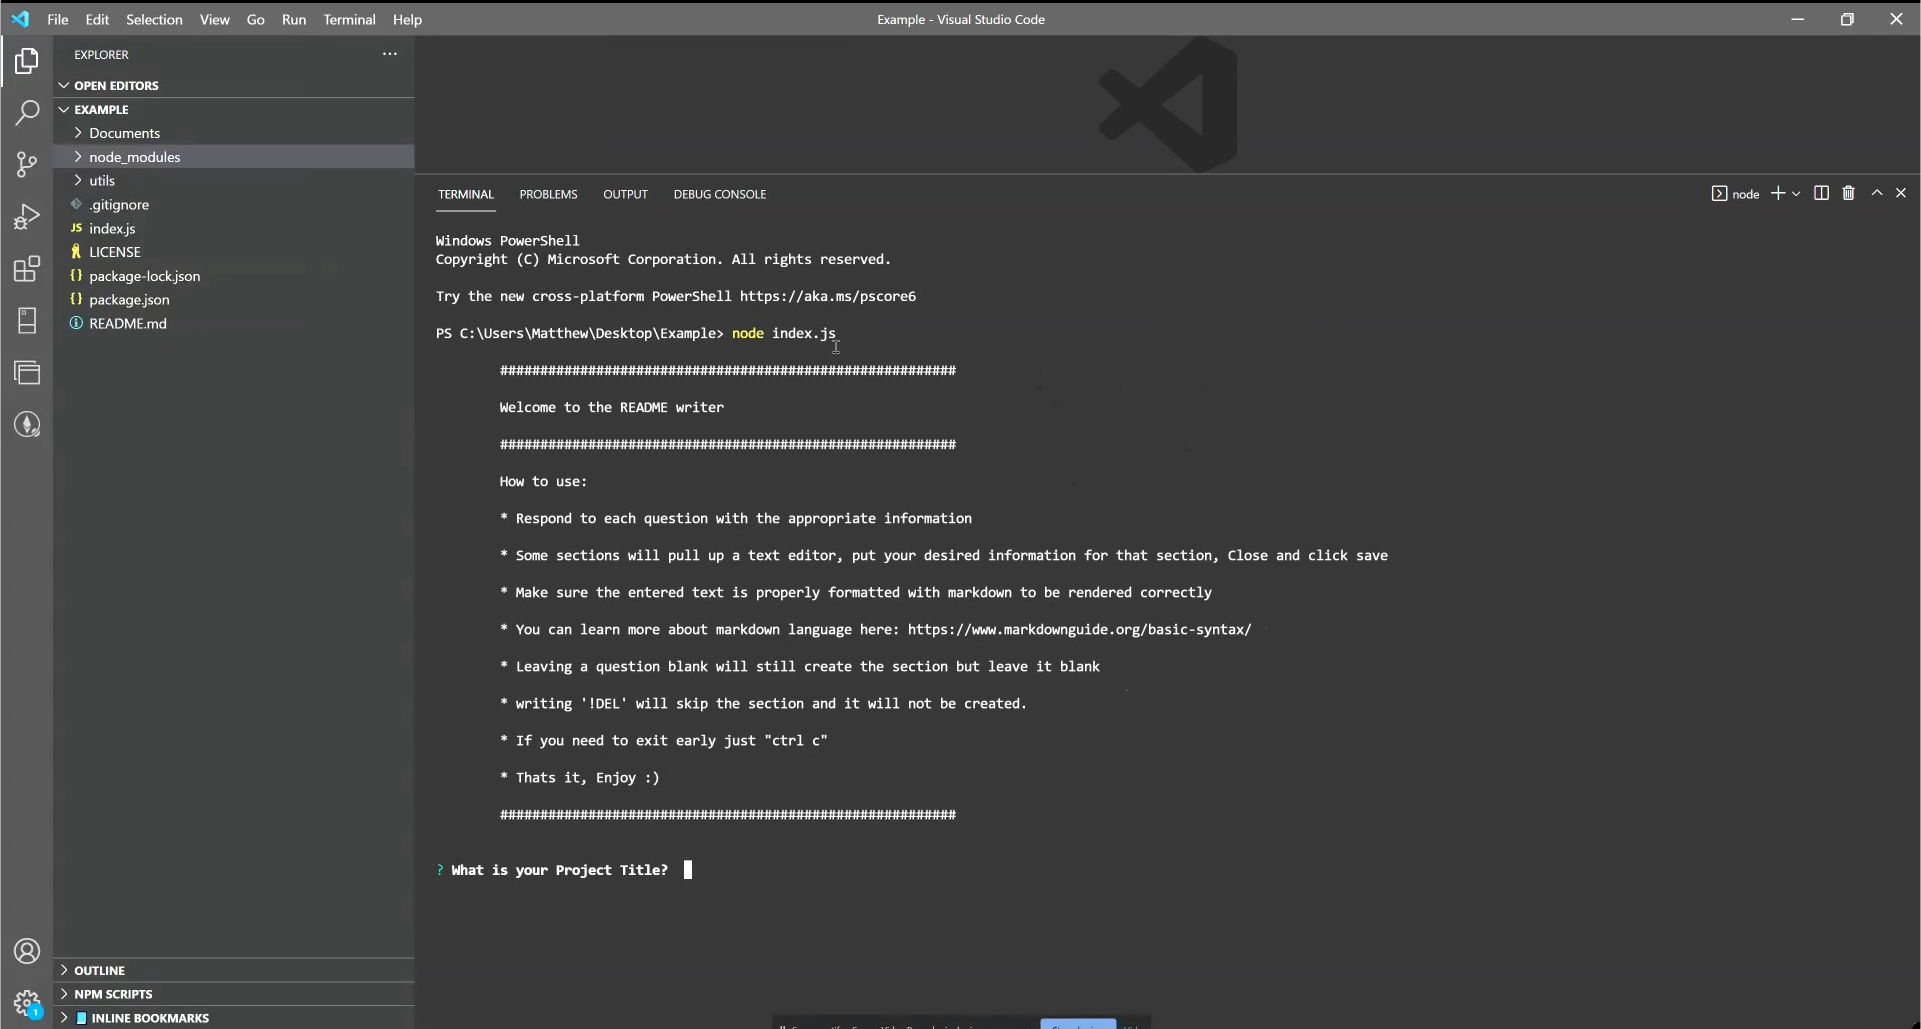 File Edit Selection View Go Run Terminal Help
Example - Visual Studio Code
EXPLORER
OPEN EDITORS
EXAMPLE
Documents
node_modules
utils
.gitignore
JS index.js
LICENSE
{} package-lock.json
{} package.json
README.md
OUTLINE
NPM SCRIPTS
INLINE BOOKMARKS
1
TERMINAL PROBLEMS OUTPUT DEBUG CONSOLE
node
Windows PowerShell
Copyright (C) Microsoft Corporation. All rights reserved.
Try the new cross-platform PowerShell https://aka.ms/pscore6
PS C:\Users\Matthew\Desktop\Example> node index.js
#########################################################
Welcome to the README writer
#########################################################
How to use:
* Respond to each question with the appropriate information
* Some sections will pull up a text editor, put your desired information for that section, Close and click save
* Make sure the entered text is properly formatted with markdown to be rendered correctly
* You can learn more about markdown language here: https://www.markdownguide.org/basic-syntax/
* Leaving a question blank will still create the section but leave it blank
* writing '!DEL' will skip the section and it will not be created.
* If you need to exit early just "ctrl c"
* Thats it, Enjoy :)
#########################################################
? What is your Project Title?